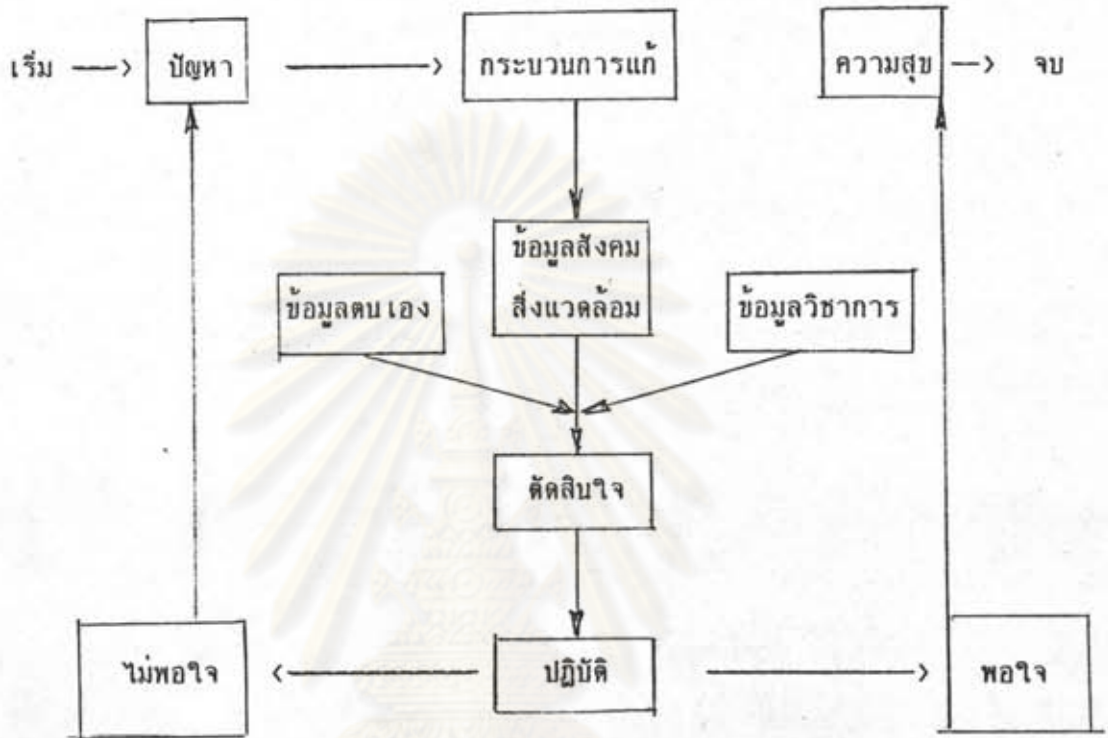 เริ่ม ปัญหา กระบวนการแก้ ความสุข จบ
ข้อมูลสังคม
สิ่งแวดล้อม
ข้อมูลตนเอง
ข้อมูลวิชาการ
ตัดสินใจ
ไม่พอใจ ปฏิบัติ พอใจ